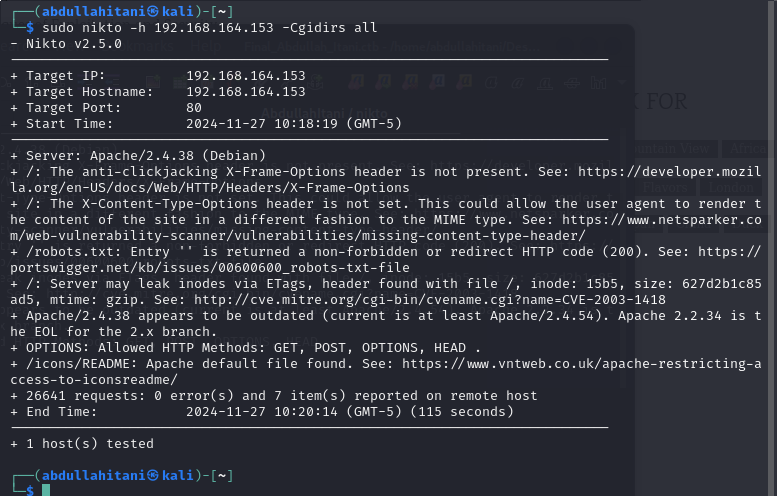 ┌──(abdullahitani㉿kali)-[~]
└─$ sudo nikto -h 192.168.164.153 -Cgidirs all
- Nikto v2.5.0
---------------------------------------------------------------------------
+ Target IP:          192.168.164.153
+ Target Hostname:    192.168.164.153
+ Target Port:        80
+ Start Time:         2024-11-27 10:18:19 (GMT-5)
---------------------------------------------------------------------------
+ Server: Apache/2.4.38 (Debian)
+ /: The anti-clickjacking X-Frame-Options header is not present. See: https://developer.mozil
la.org/en-US/docs/Web/HTTP/Headers/X-Frame-Options
+ /: The X-Content-Type-Options header is not set. This could allow the user agent to render t
he content of the site in a different fashion to the MIME type. See: https://www.netsparker.co
m/web-vulnerability-scanner/vulnerabilities/missing-content-type-header/
+ /robots.txt: Entry '' is returned a non-forbidden or redirect HTTP code (200). See: https://
portswigger.net/kb/issues/00600600_robots-txt-file
+ /: Server may leak inodes via ETags, header found with file /, inode: 15b5, size: 627d2b1c85
ad5, mtime: gzip. See: http://cve.mitre.org/cgi-bin/cvename.cgi?name=CVE-2003-1418
+ Apache/2.4.38 appears to be outdated (current is at least Apache/2.4.54). Apache 2.2.34 is t
he EOL for the 2.x branch.
+ OPTIONS: Allowed HTTP Methods: GET, POST, OPTIONS, HEAD .
+ /icons/README: Apache default file found. See: https://www.vntweb.co.uk/apache-restricting-a
ccess-to-iconsreadme/
+ 26641 requests: 0 error(s) and 7 item(s) reported on remote host
+ End Time:           2024-11-27 10:20:14 (GMT-5) (115 seconds)
---------------------------------------------------------------------------
+ 1 host(s) tested
┌──(abdullahitani㉿kali)-[~]
└─$